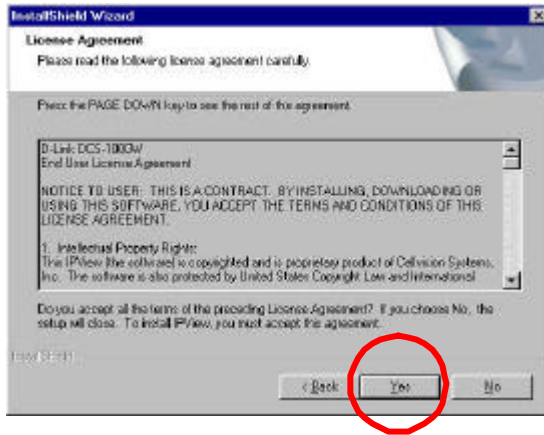 InstallShield Wizard
License Agreement
Please read the following license agreement carefully.
Press the PAGE DOWN key to see the rest of the agreement.
D-Link DCS-1000W
End User License Agreement
NOTICE TO USER: THIS IS A CONTRACT. BY INSTALLING, DOWNLOADING OR
USING THIS SOFTWARE, YOU ACCEPT THE TERMS AND CONDITIONS OF THIS
LICENSE AGREEMENT.
1. Intellectual Property Rights:
This IPView (the software) is copyrighted and is proprietary product of Cellvision Systems,
Inc. The software is also protected by United States Copyright Law and International
Do you accept all the terms of the preceding License Agreement? If you choose No, the
setup will close. To install IPView, you must accept this agreement.
InstallShield
< Back
Yes
No